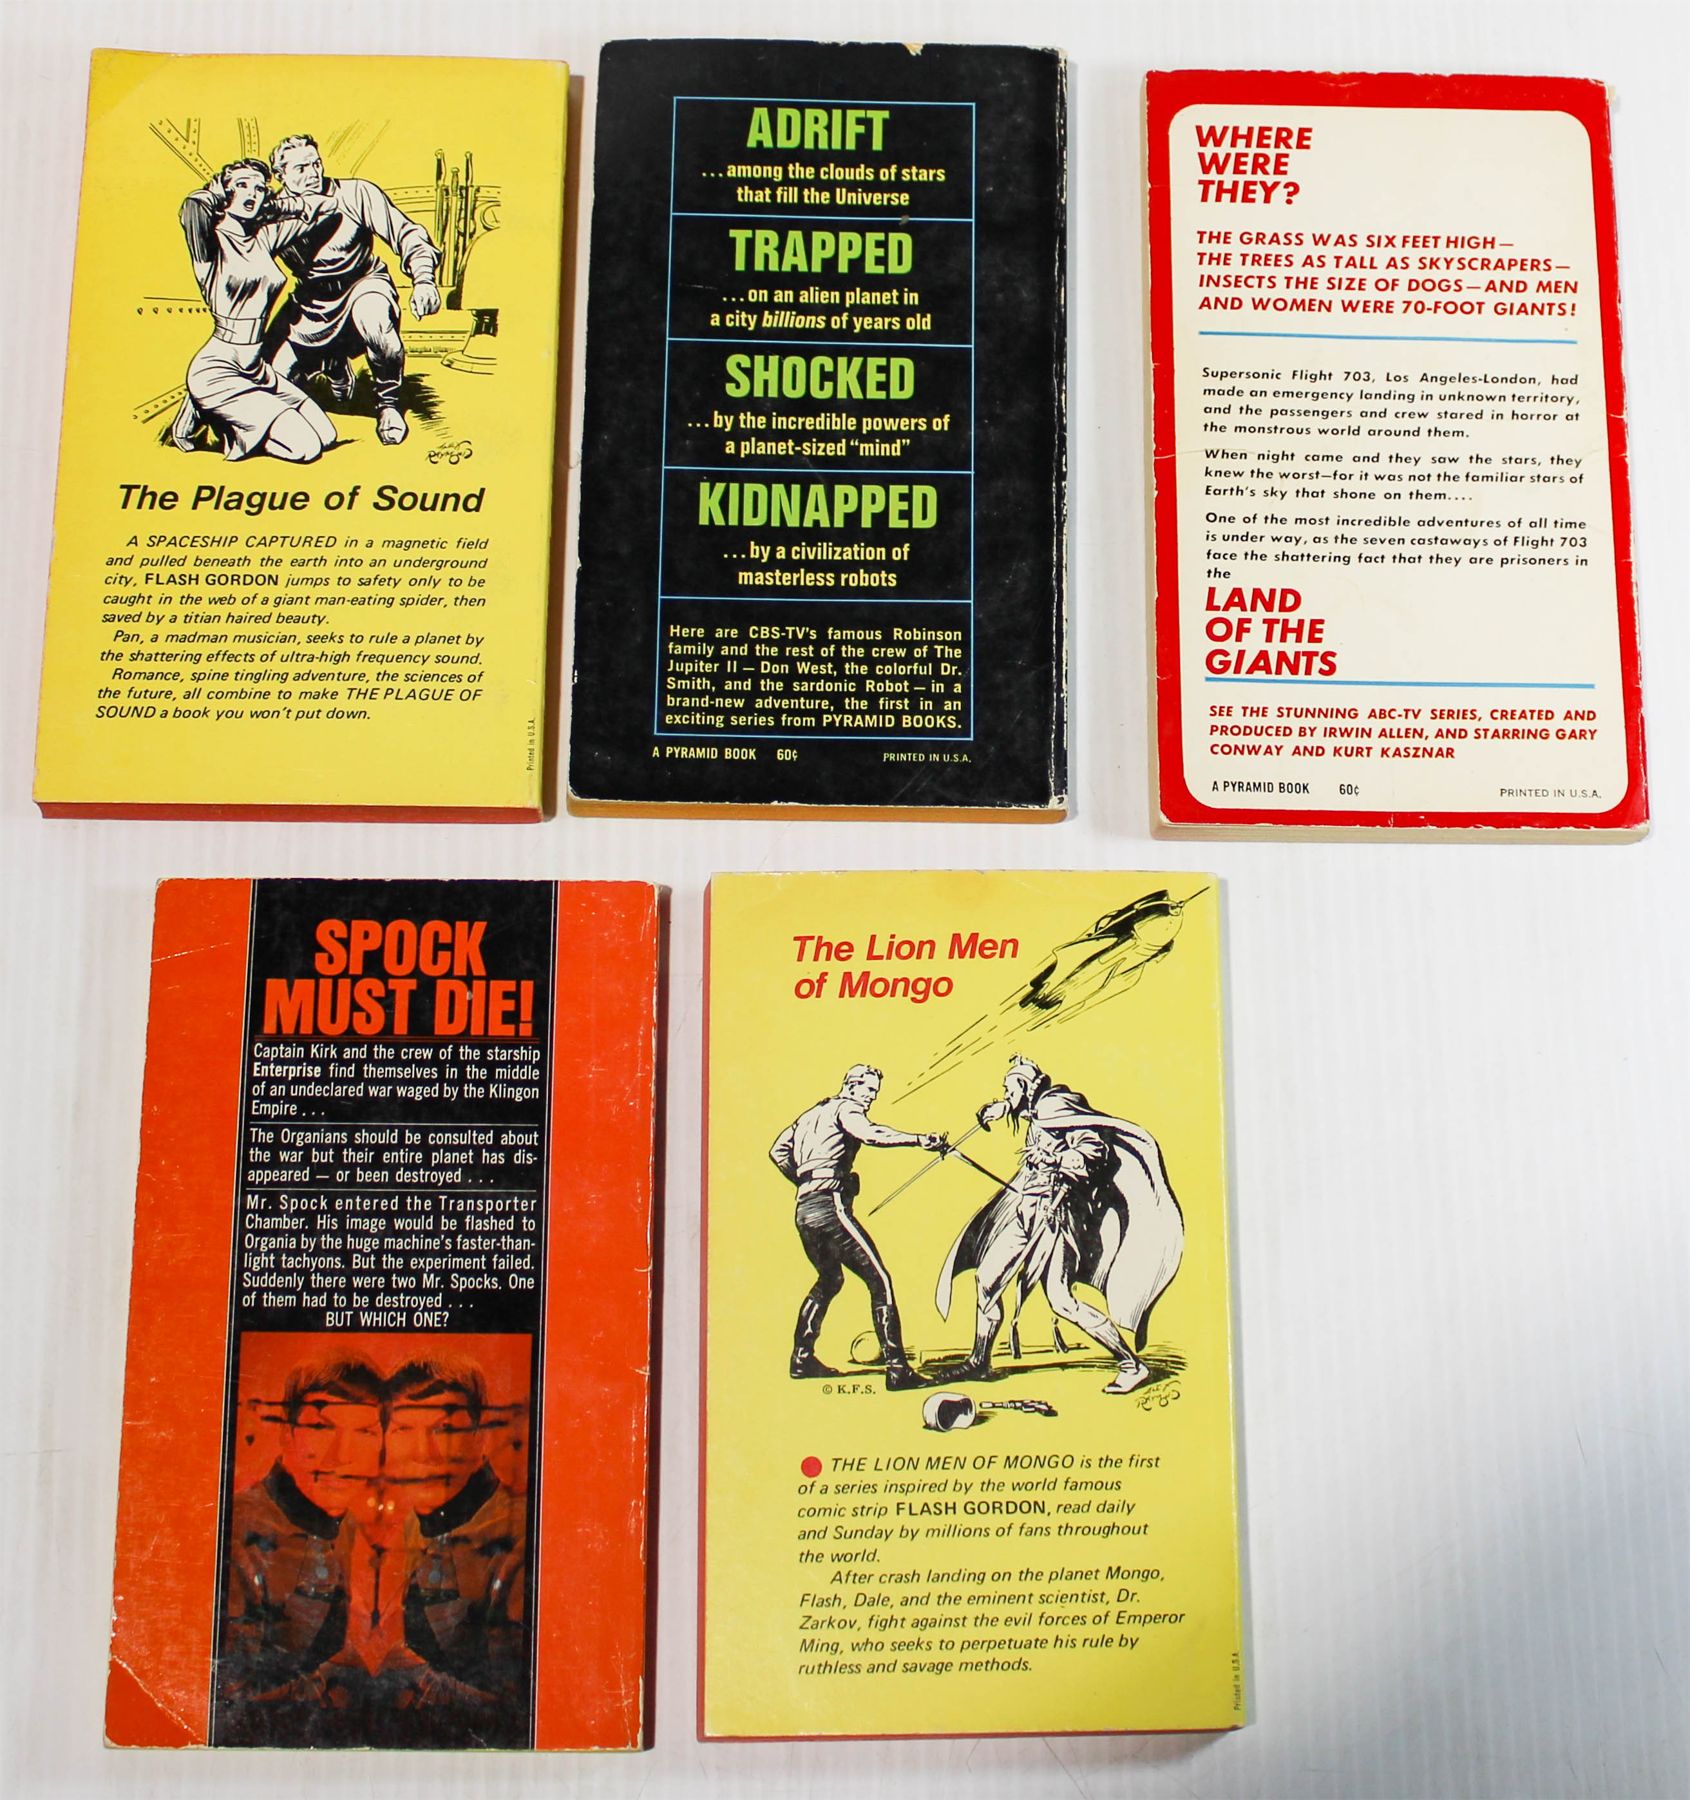 The Plague of Sound
A SPACESHIP CAPTURED in a magnetic field
and pulled beneath the earth into an underground
city, FLASH GORDON jumps to safety only to be
caught in the web of a giant man-eating spider, then
saved by a titian haired beauty.
Pan, a madman musician, seeks to rule a planet by
the shattering effects of ultra-high frequency sound.
Romance, spine tingling adventure, the sciences of
the future, all combine to make THE PLAGUE OF
SOUND a book you won't put down.
Printed in U.S.A.
ADRIFT
...among the clouds of stars
that fill the Universe
TRAPPED
...on an alien planet in
a city billions of years old
SHOCKED
...by the incredible powers of
a planet-sized "mind"
KIDNAPPED
...by a civilization of
masterless robots
Here are CBS-TV's famous Robinson
family and the rest of the crew of The
Jupiter II — Don West, the colorful Dr.
Smith, and the sardonic Robot — in a
brand-new adventure, the first in an
exciting series from PYRAMID BOOKS.
A PYRAMID BOOK 60¢ PRINTED IN U.S.A.
WHERE
WERE
THEY?
THE GRASS WAS SIX FEET HIGH—
THE TREES AS TALL AS SKYSCRAPERS—
INSECTS THE SIZE OF DOGS—AND MEN
AND WOMEN WERE 70-FOOT GIANTS!
Supersonic Flight 703, Los Angeles-London, had
made an emergency landing in unknown territory,
and the passengers and crew stared in horror at
the monstrous world around them.
When night came and they saw the stars, they
knew the worst—for it was not the familiar stars of
Earth's sky that shone on them....
One of the most incredible adventures of all time
is under way, as the seven castaways of Flight 703
face the shattering fact that they are prisoners in
the
LAND
OF THE
GIANTS
SEE THE STUNNING ABC-TV SERIES, CREATED AND
PRODUCED BY IRWIN ALLEN, AND STARRING GARY
CONWAY AND KURT KASZNAR
A PYRAMID BOOK 60¢ PRINTED IN U.S.A.
SPOCK
MUST DIE!
Captain Kirk and the crew of the starship
Enterprise find themselves in the middle
of an undeclared war waged by the Klingon
Empire . . .
The Organians should be consulted about
the war but their entire planet has dis-
appeared — or been destroyed . . .
Mr. Spock entered the Transporter
Chamber. His image would be flashed to
Organia by the huge machine's faster-than-
light tachyons. But the experiment failed.
Suddenly there were two Mr. Spocks. One
of them had to be destroyed . . .
BUT WHICH ONE?
The Lion Men
of Mongo
© K.F.S.
THE LION MEN OF MONGO is the first
of a series inspired by the world famous
comic strip FLASH GORDON, read daily
and Sunday by millions of fans throughout
the world.
After crash landing on the planet Mongo,
Flash, Dale, and the eminent scientist, Dr.
Zarkov, fight against the evil forces of Emperor
Ming, who seeks to perpetuate his rule by
ruthless and savage methods.
Printed in U.S.A.